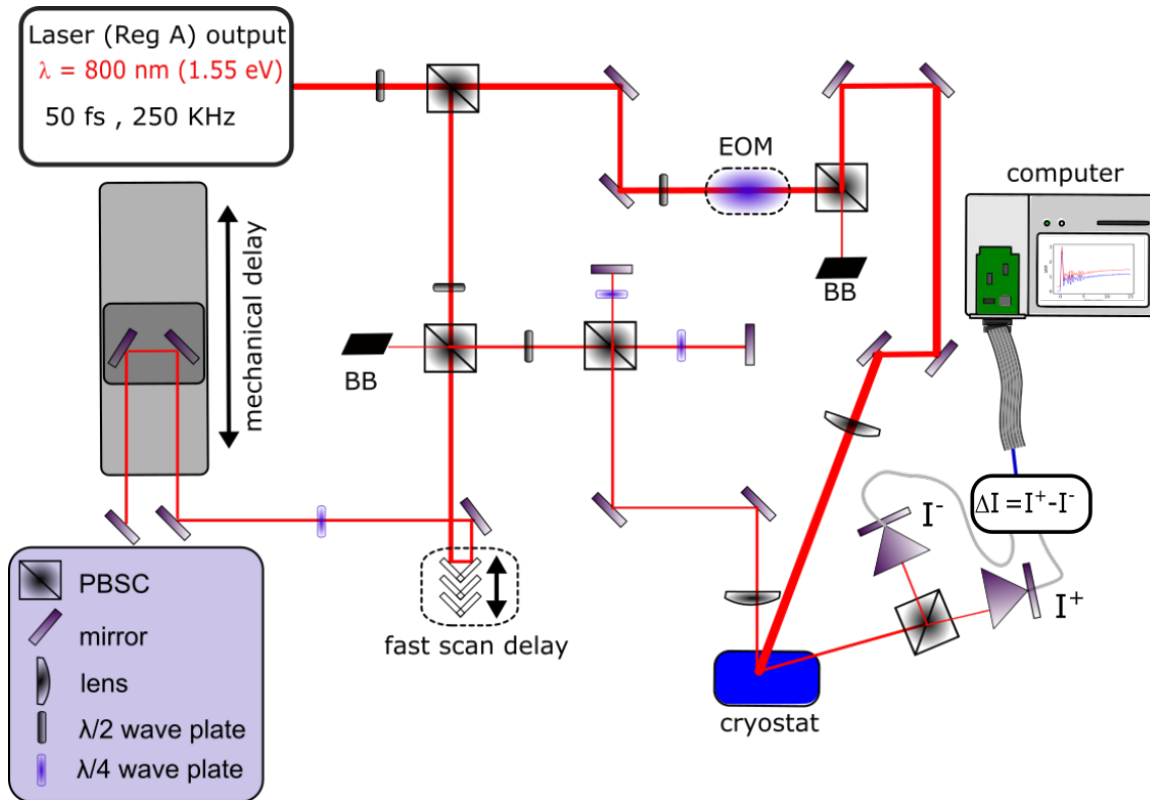 Laser (Reg A) output
λ = 800 nm (1.55 eV)
50 fs , 250 KHz
EOM
computer
BB
mechanical delay
BB
I⁻
ΔI = I⁺-I⁻
I⁺
fast scan delay
cryostat
PBSC
mirror
lens
λ/2 wave plate
λ/4 wave plate